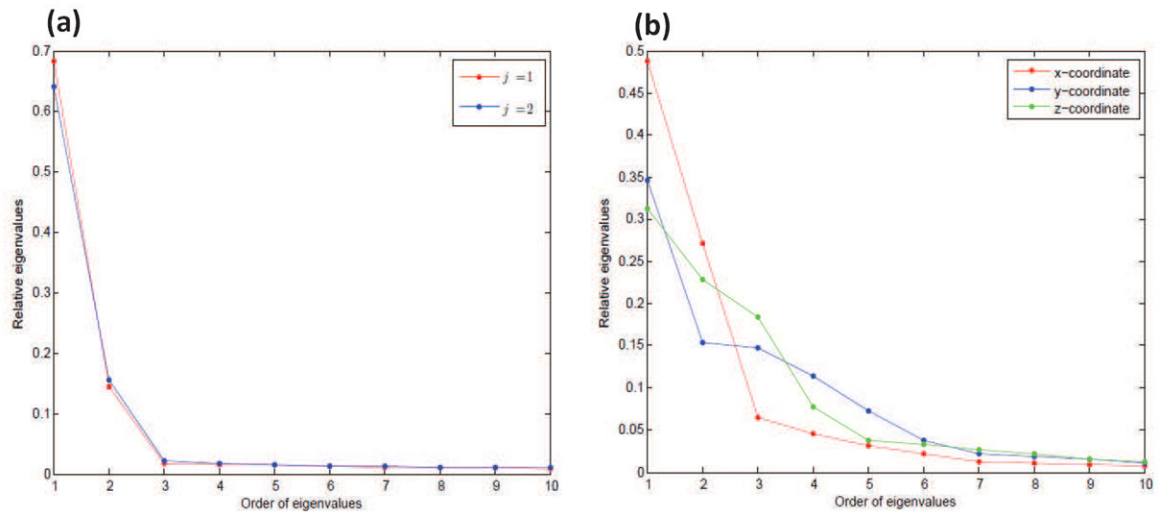 (a)
0.7
0.6
0.5
0.4
0.3
0.2
0.1
0
1 2 3 4 5 6 7 8 9 10
Relative eigenvalues
Order of eigenvalues
j =1
j =2
(b)
0.5
0.45
0.4
0.35
0.3
0.25
0.2
0.15
0.1
0.05
0
1 2 3 4 5 6 7 8 9 10
Relative eigenvalues
Order of eigenvalues
x-coordinate
y-coordinate
z-coordinate